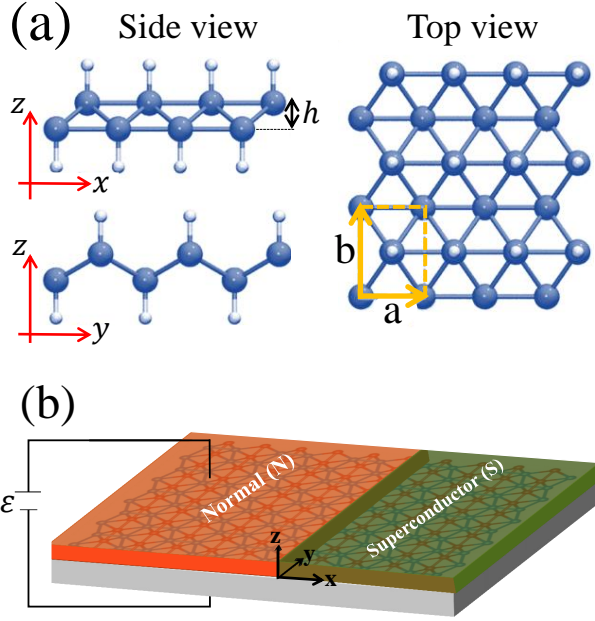 (a) Side view Top view
z
h
x
z
y
b
a
(b)
Normal (N)
Superconductor (S)
ε
z
y
x